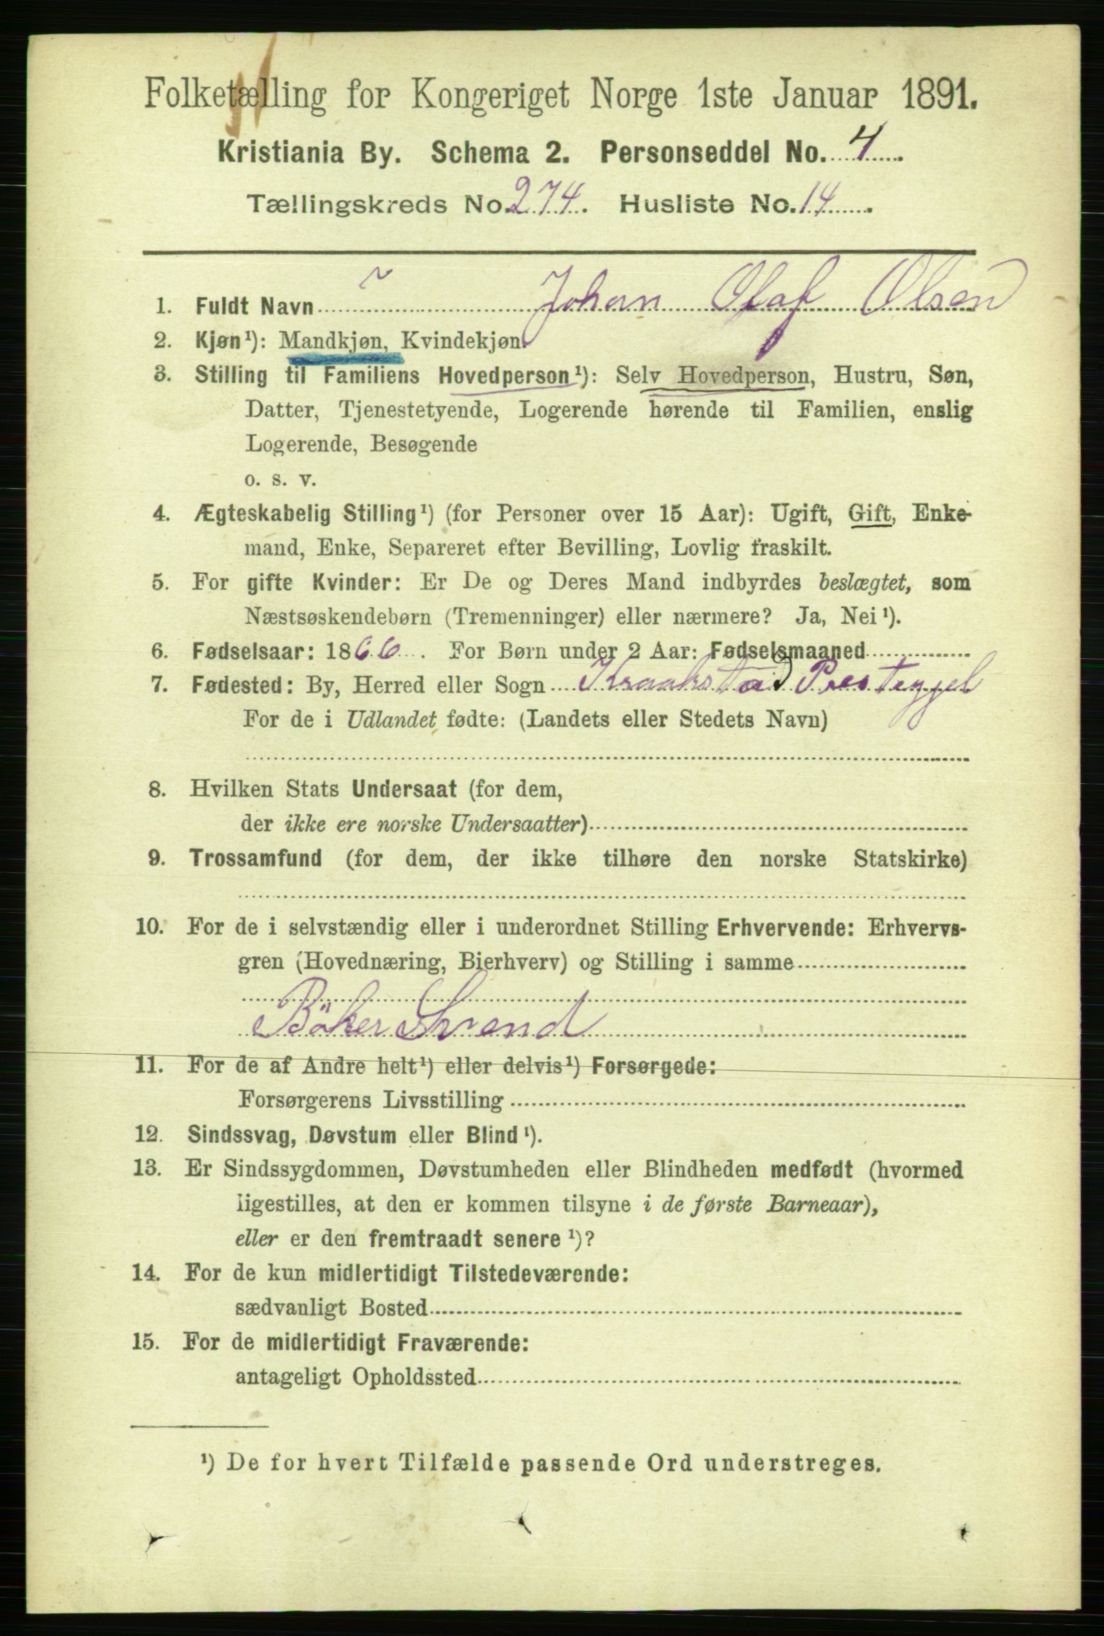 Folketælling for Kongeriget Norge 1ste Januar 1891.
Kristiania By. Schema 2. Personseddel No. 4.
Tællingskreds No. 274. Husliste No. 14.
1. Fuldt Navn Johan Olaf Olsen
2. Kjøn¹): Mandkjøn, Kvindekjøn.
3. Stilling til Familiens Hovedperson¹): Selv Hovedperson, Hustru, Søn,
Datter, Tjenestetyende, Logerende hørende til Familien, enslig
Logerende, Besøgende
o. s. v.
4. Ægteskabelig Stilling¹) (for Personer over 15 Aar): Ugift, Gift, Enke-
mand, Enke, Separeret efter Bevilling, Lovlig fraskilt.
5. For gifte Kvinder: Er De og Deres Mand indbyrdes beslægtet, som
Næstsøskendebørn (Tremenninger) eller nærmere? Ja, Nei¹).
6. Fødselsaar: 1866. For Børn under 2 Aar: Fødselsmaaned
7. Fødested: By, Herred eller Sogn Kraakstad Prestegjel
For de i Udlandet fødte: (Landets eller Stedets Navn)
8. Hvilken Stats Undersaat (for dem,
der ikke ere norske Undersaatter)
9. Trossamfund (for dem, der ikke tilhøre den norske Statskirke)
10. For de i selvstændig eller i underordnet Stilling Erhvervende: Erhvervs-
gren (Hovednæring, Bierhverv) og Stilling i samme
Bäker Svend
11. For de af Andre helt¹) eller delvis¹) Forsørgede:
Forsørgerens Livsstilling
12. Sindssvag, Døvstum eller Blind¹).
13. Er Sindssygdommen, Døvstumheden eller Blindheden medfødt (hvormed
ligestilles, at den er kommen tilsyne i de første Barneaar),
eller er den fremtraadt senere¹)?
14. For de kun midlertidigt Tilstedeværende:
sædvanligt Bosted
15. For de midlertidigt Fraværende:
antageligt Opholdssted
¹) De for hvert Tilfælde passende Ord understreges.